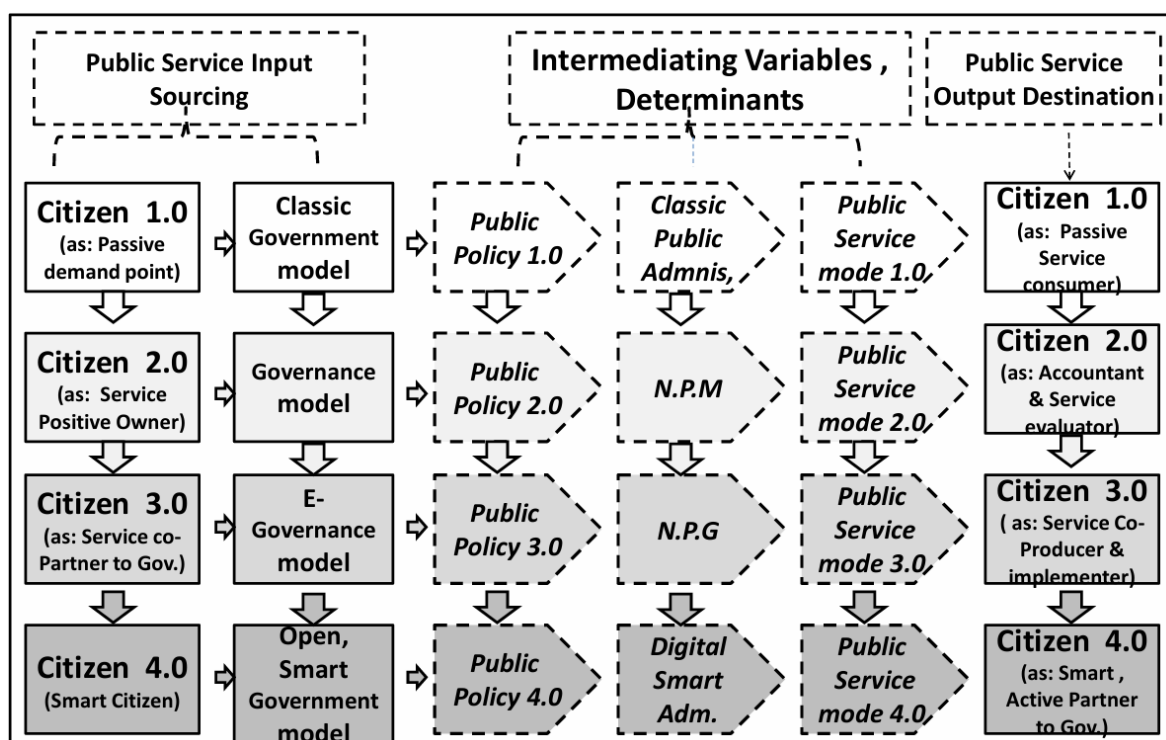 Public Service Input
Sourcing
Intermediating Variables ,
Determinants
Public Service
Output Destination
Citizen 1.0
(as: Passive
demand point)
Classic
Government
model
Public
Policy 1.0
Classic
Public
Admnis,
Public
Service
mode 1.0
Citizen 1.0
(as: Passive
Service
consumer)
Citizen 2.0
(as: Service
Positive Owner)
Governance
model
Public
Policy 2.0
N.P.M
Public
Service
mode 2.0
Citizen 2.0
(as: Accountant
& Service
evaluator)
Citizen 3.0
(as: Service co-
Partner to Gov.)
E-
Governance
model
Public
Policy 3.0
N.P.G
Public
Service
mode 3.0
Citizen 3.0
( as: Service Co-
Producer &
implementer)
Citizen 4.0
(Smart Citizen)
Open,
Smart
Government
model
Public
Policy 4.0
Digital
Smart
Adm.
Public
Service
mode 4.0
Citizen 4.0
(as: Smart ,
Active Partner
to Gov.)